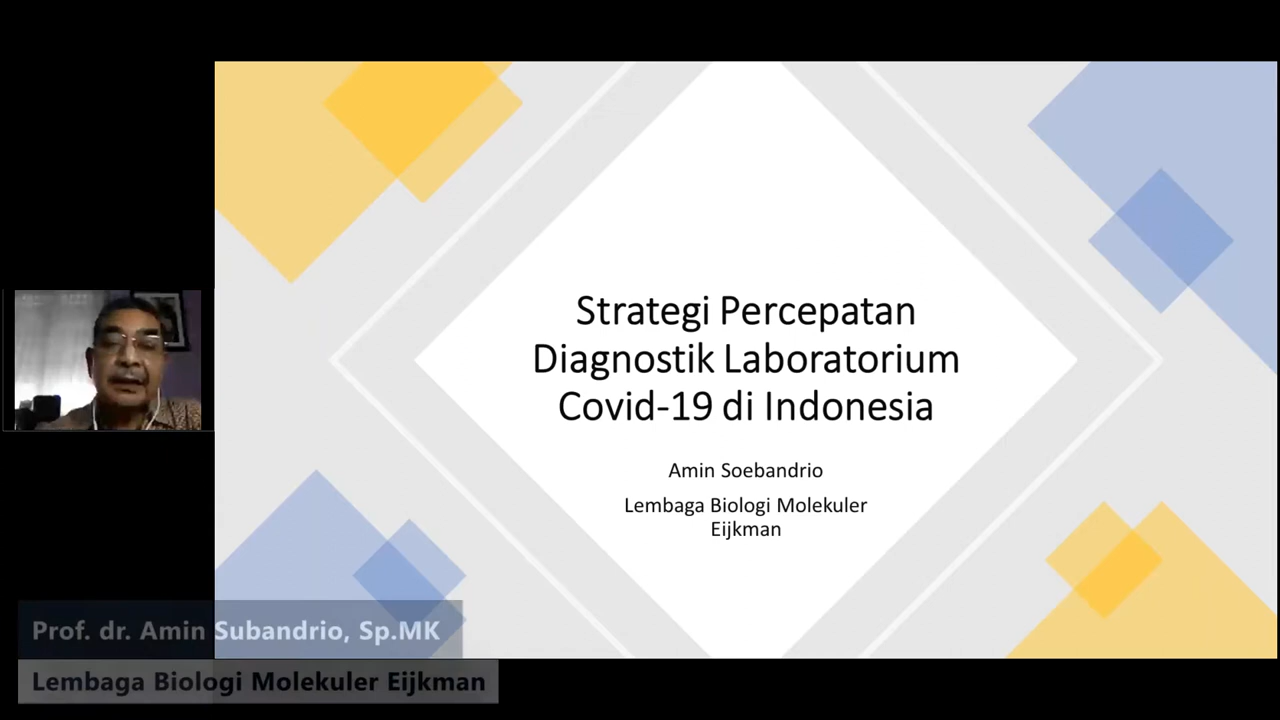 Strategi Percepatan
Diagnostik Laboratorium
Covid-19 di Indonesia
Amin Soebandrio
Lembaga Biologi Molekuler
Eijkman
Prof. dr. Amin Subandrio, Sp.MK
Lembaga Biologi Molekuler Eijkman